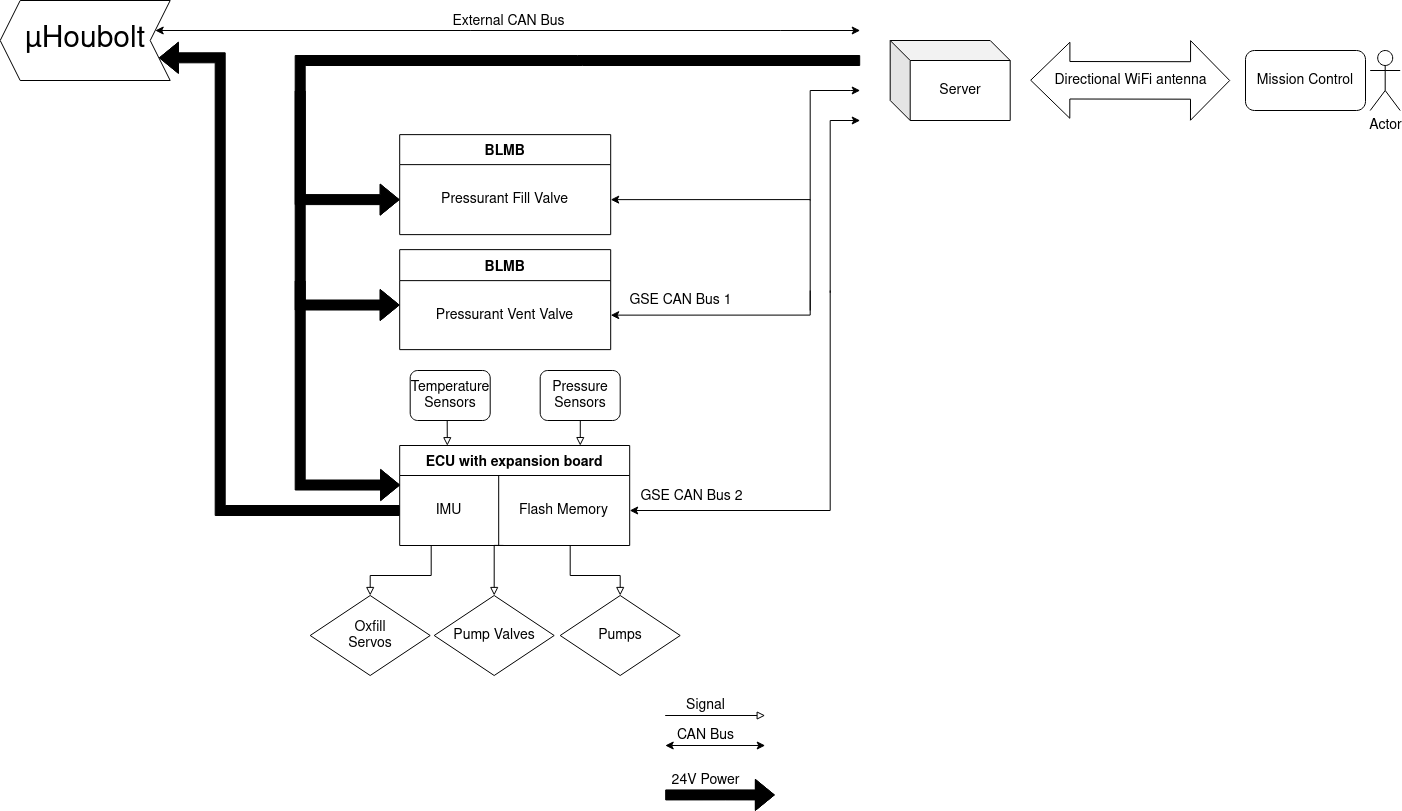 External CAN Bus
µHoubolt
Server
Directional WiFi antenna
Mission Control
Actor
BLMB
Pressurant Fill Valve
BLMB
Pressurant Vent Valve
GSE CAN Bus 1
Temperature
Sensors
Pressure
Sensors
ECU with expansion board
IMU
Flash Memory
GSE CAN Bus 2
Oxfill
Servos
Pump Valves
Pumps
Signal
CAN Bus
24V Power